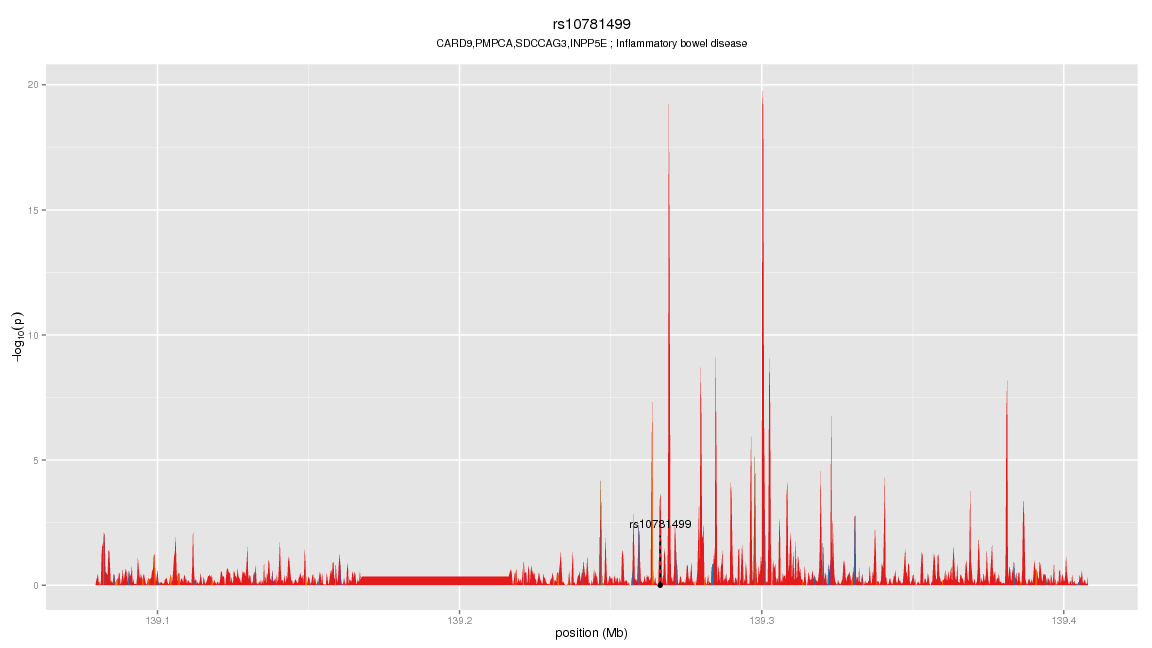 rs10781499
CARD9,PMPCA,SDCCAG3,INPP5E ; Inflammatory bowel disease
20
15
10
5
0
-log10(p)
rs10781499
139.1
139.2
139.3
139.4
position (Mb)